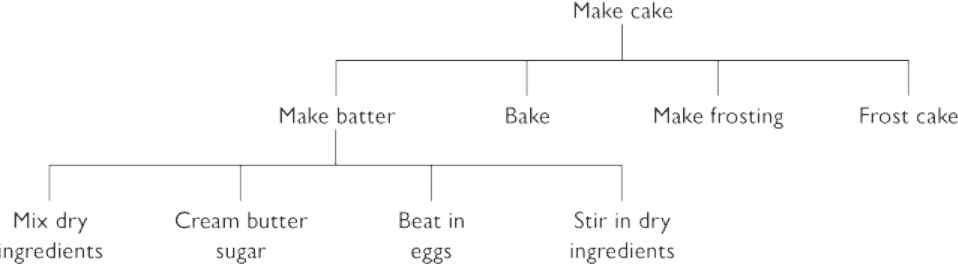 Make cake
Make batter
Bake
Make frosting
Frost cake
Mix dry
ingredients
Cream butter
sugar
Beat in
eggs
Stir in dry
ingredients